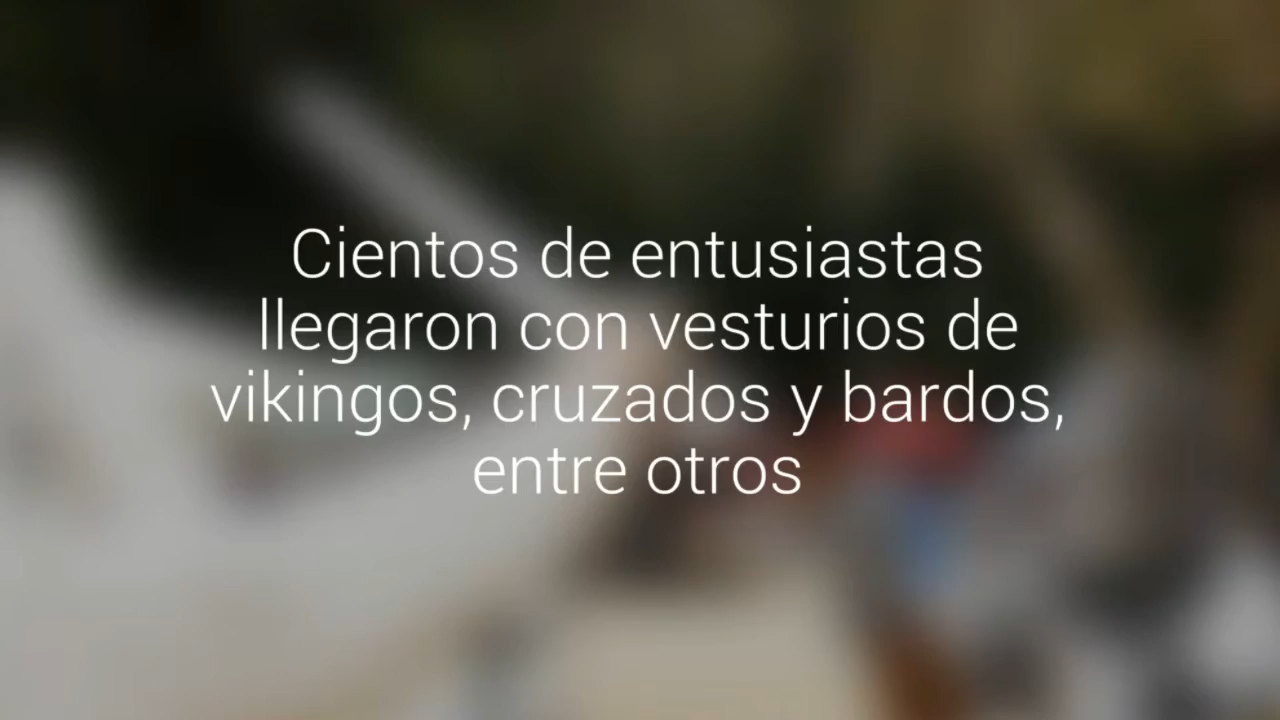 Cientos de entusiastas
llegaron con vesturios de
vikingos, cruzados y bardos,
entre otros